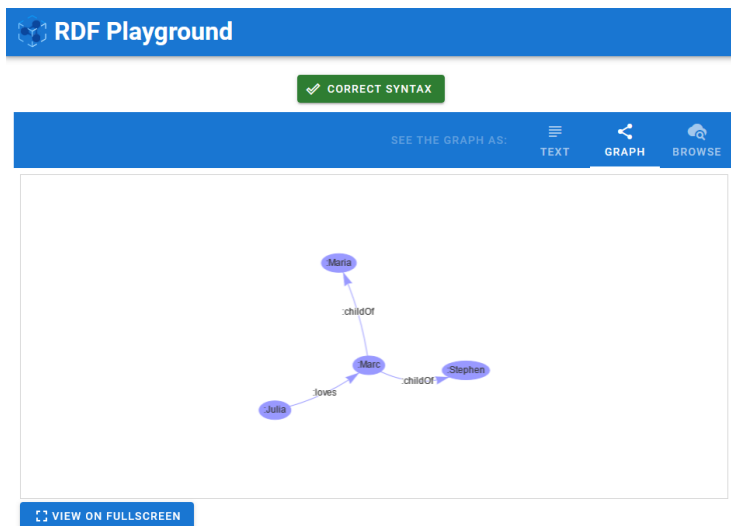 RDF Playground
CORRECT SYNTAX
SEE THE GRAPH AS:
TEXT
GRAPH
BROWSE
:Maria
:childOf
:Marc
:childOf
:Stephen
:loves
:Julia
VIEW ON FULLSCREEN